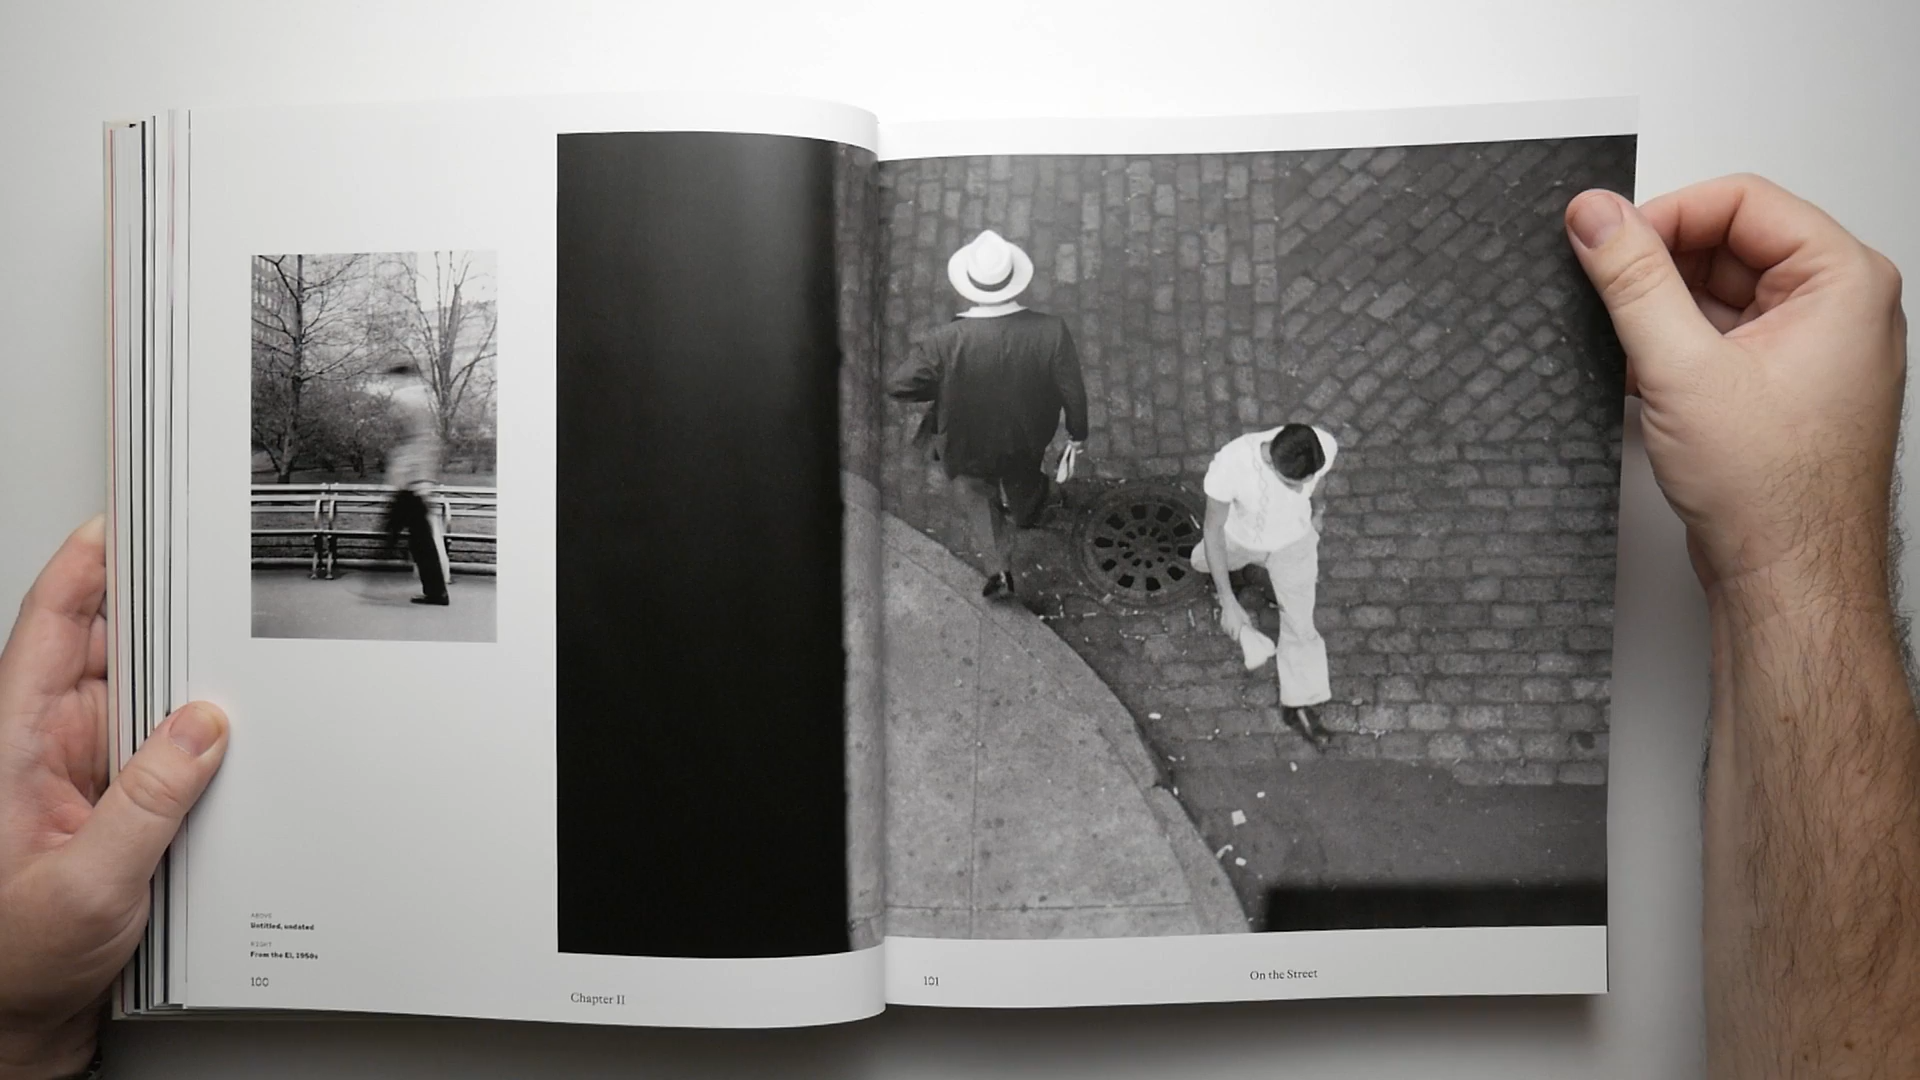 ABOVE
Untitled, undated
RIGHT
From the El, 1950s
100
Chapter II
101
On the Street